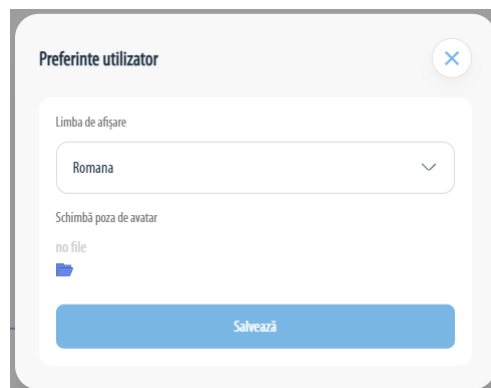 Preferinte utilizator
Limba de afișare
Romana
Schimbă poza de avatar
no file
Salvează